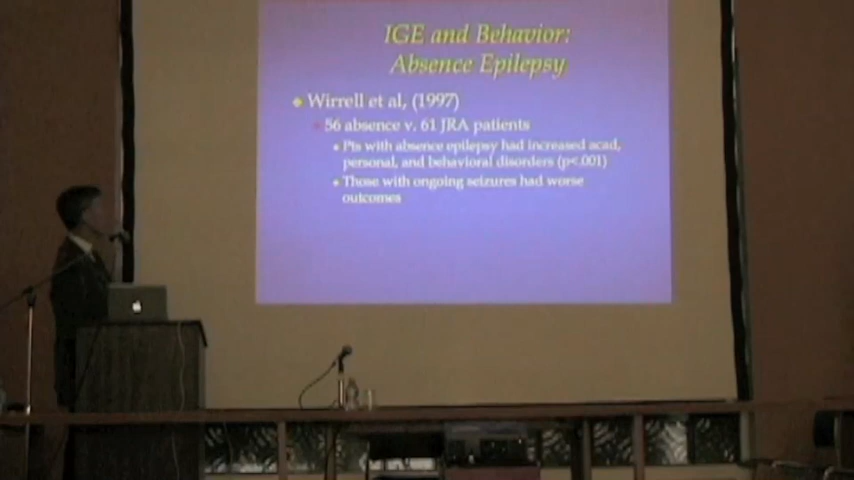 IGE and Behavior:
Absence Epilepsy
Wirrell et al, (1997)
56 absence v. 61 JRA patients
Pts with absence epilepsy had increased acad,
personal, and behavioral disorders (p<.001)
Those with ongoing seizures had worse
outcomes